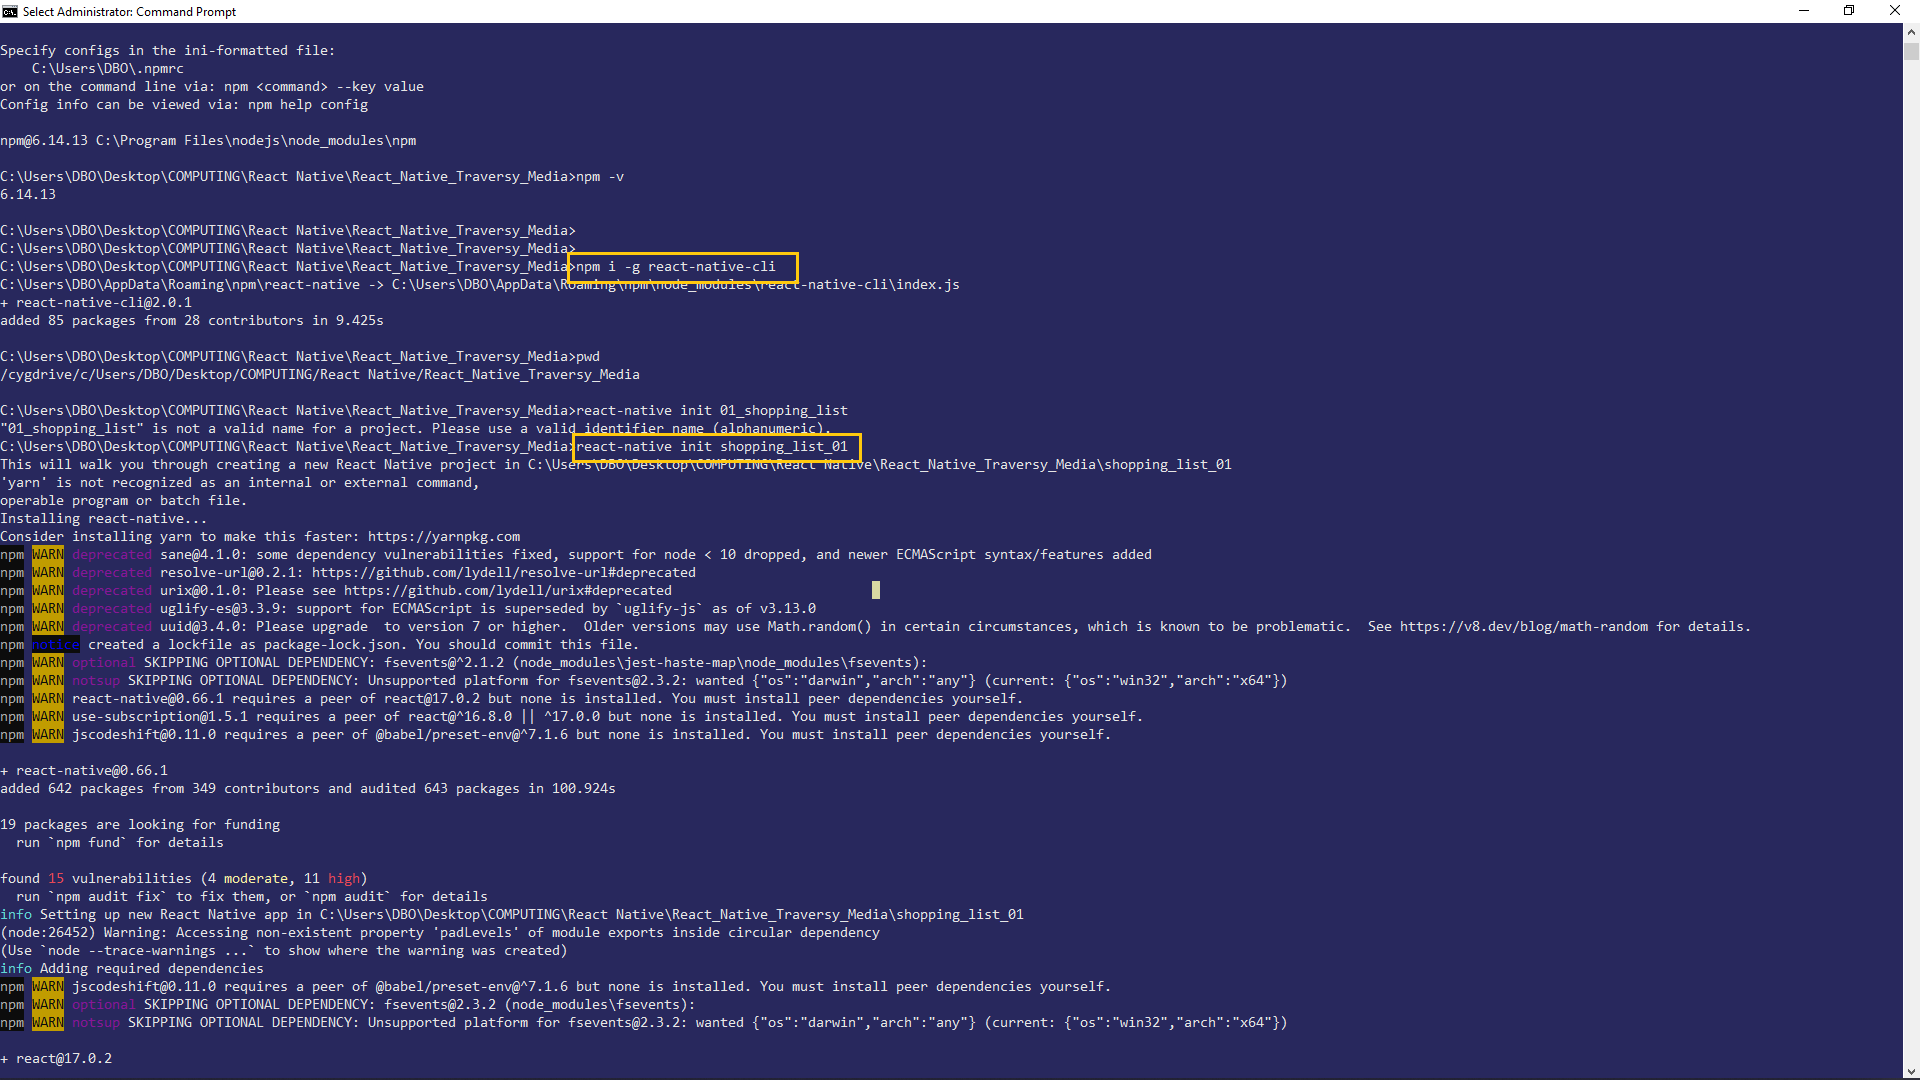 Select Administrator: Command Prompt
Specify configs in the ini-formatted file:
    C:\Users\DBO\.npmrc
or on the command line via: npm <command> --key value
Config info can be viewed via: npm help config
npm@6.14.13 C:\Program Files\nodejs\node_modules\npm
C:\Users\DBO\Desktop\COMPUTING\React Native\React_Native_Traversy_Media>npm -v
6.14.13
C:\Users\DBO\Desktop\COMPUTING\React Native\React_Native_Traversy_Media>
C:\Users\DBO\Desktop\COMPUTING\React Native\React_Native_Traversy_Media>
C:\Users\DBO\Desktop\COMPUTING\React Native\React_Native_Traversy_Media>npm i -g react-native-cli
C:\Users\DBO\AppData\Roaming\npm\react-native -> C:\Users\DBO\AppData\Roaming\npm\node_modules\react-native-cli\index.js
+ react-native-cli@2.0.1
added 85 packages from 28 contributors in 9.425s
C:\Users\DBO\Desktop\COMPUTING\React Native\React_Native_Traversy_Media>pwd
/cygdrive/c/Users/DBO/Desktop/COMPUTING/React Native/React_Native_Traversy_Media
C:\Users\DBO\Desktop\COMPUTING\React Native\React_Native_Traversy_Media>react-native init 01_shopping_list
"01_shopping_list" is not a valid name for a project. Please use a valid identifier name (alphanumeric).
C:\Users\DBO\Desktop\COMPUTING\React Native\React_Native_Traversy_Media>react-native init shopping_list_01
This will walk you through creating a new React Native project in C:\Users\DBO\Desktop\COMPUTING\React Native\React_Native_Traversy_Media\shopping_list_01
'yarn' is not recognized as an internal or external command,
operable program or batch file.
Installing react-native...
Consider installing yarn to make this faster: https://yarnpkg.com
npm WARN deprecated sane@4.1.0: some dependency vulnerabilities fixed, support for node < 10 dropped, and newer ECMAScript syntax/features added
npm WARN deprecated resolve-url@0.2.1: https://github.com/lydell/resolve-url#deprecated
npm WARN deprecated urix@0.1.0: Please see https://github.com/lydell/urix#deprecated
npm WARN deprecated uglify-es@3.3.9: support for ECMAScript is superseded by `uglify-js` as of v3.13.0
npm WARN deprecated uuid@3.4.0: Please upgrade  to version 7 or higher.  Older versions may use Math.random() in certain circumstances, which is known to be problematic.  See https://v8.dev/blog/math-random for details.
npm notice created a lockfile as package-lock.json. You should commit this file.
npm WARN optional SKIPPING OPTIONAL DEPENDENCY: fsevents@^2.1.2 (node_modules\jest-haste-map\node_modules\fsevents):
npm WARN notsup SKIPPING OPTIONAL DEPENDENCY: Unsupported platform for fsevents@2.3.2: wanted {"os":"darwin","arch":"any"} (current: {"os":"win32","arch":"x64"})
npm WARN react-native@0.66.1 requires a peer of react@17.0.2 but none is installed. You must install peer dependencies yourself.
npm WARN use-subscription@1.5.1 requires a peer of react@^16.8.0 || ^17.0.0 but none is installed. You must install peer dependencies yourself.
npm WARN jscodeshift@0.11.0 requires a peer of @babel/preset-env@^7.1.6 but none is installed. You must install peer dependencies yourself.
+ react-native@0.66.1
added 642 packages from 349 contributors and audited 643 packages in 100.924s
19 packages are looking for funding
  run `npm fund` for details
found 15 vulnerabilities (4 moderate, 11 high)
  run `npm audit fix` to fix them, or `npm audit` for details
info Setting up new React Native app in C:\Users\DBO\Desktop\COMPUTING\React Native\React_Native_Traversy_Media\shopping_list_01
(node:26452) Warning: Accessing non-existent property 'padLevels' of module exports inside circular dependency
(Use `node --trace-warnings ...` to show where the warning was created)
info Adding required dependencies
npm WARN jscodeshift@0.11.0 requires a peer of @babel/preset-env@^7.1.6 but none is installed. You must install peer dependencies yourself.
npm WARN optional SKIPPING OPTIONAL DEPENDENCY: fsevents@2.3.2 (node_modules\fsevents):
npm WARN notsup SKIPPING OPTIONAL DEPENDENCY: Unsupported platform for fsevents@2.3.2: wanted {"os":"darwin","arch":"any"} (current: {"os":"win32","arch":"x64"})
+ react@17.0.2